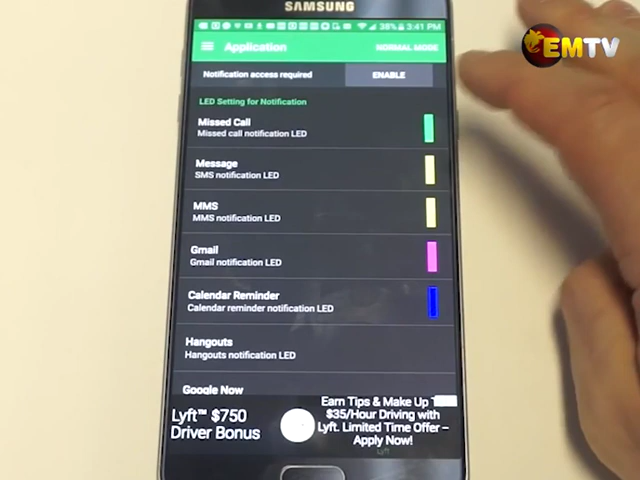 SAMSUNG
EMTV
38% 3:41 PM
Application
NORMAL MODE
Notification access required
ENABLE
LED Setting for Notification
Missed Call
Missed call notification LED
Message
SMS notification LED
MMS
MMS notification LED
Gmail
Gmail notification LED
Calendar Reminder
Calendar reminder notification LED
Hangouts
Hangouts notification LED
Google Now
Lyft™ $750
Driver Bonus
Earn Tips & Make Up
$35/Hour Driving with
Lyft. Limited Time Offer –
Apply Now!
Lyft